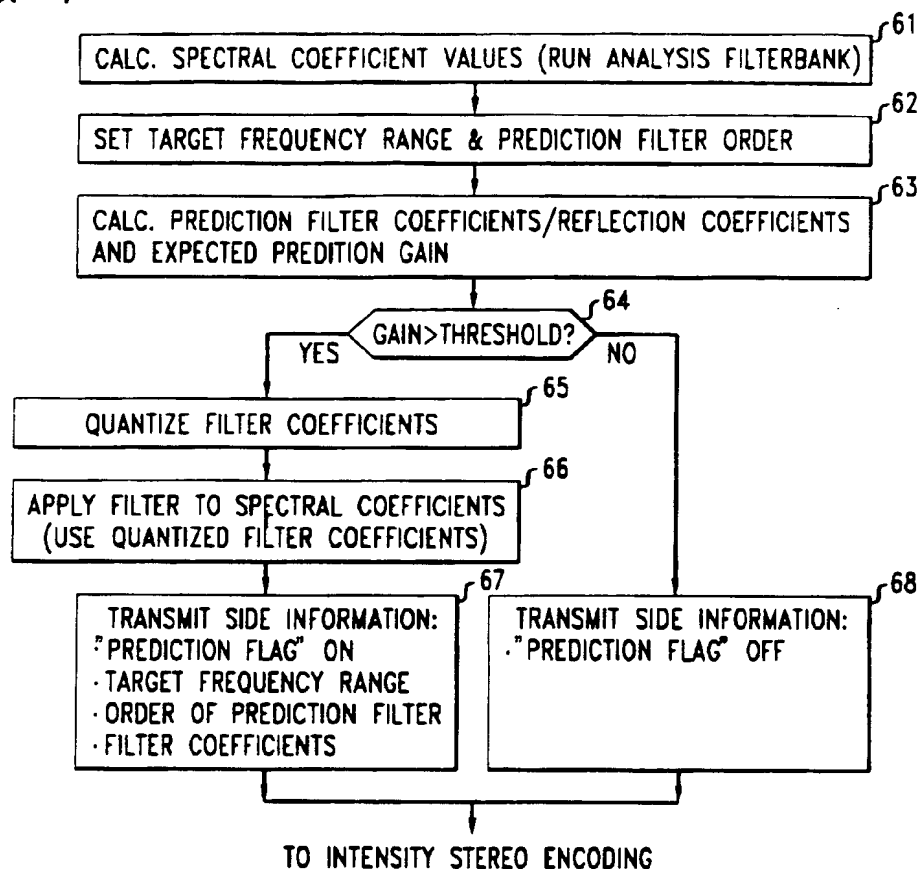 61
CALC. SPECTRAL COEFFICIENT VALUES (RUN ANALYSIS FILTERBANK)
62
SET TARGET FREQUENCY RANGE & PREDICTION FILTER ORDER
63
CALC. PREDICTION FILTER COEFFICIENTS/REFLECTION COEFFICIENTS
AND EXPECTED PREDITION GAIN
64
GAIN>THRESHOLD?
YES
NO
65
QUANTIZE FILTER COEFFICIENTS
66
APPLY FILTER TO SPECTRAL COEFFICIENTS
(USE QUANTIZED FILTER COEFFICIENTS)
67
TRANSMIT SIDE INFORMATION:
·"PREDICTION FLAG" ON
·TARGET FREQUENCY RANGE
·ORDER OF PREDICTION FILTER
·FILTER COEFFICIENTS
68
TRANSMIT SIDE INFORMATION:
·"PREDICTION FLAG" OFF
TO INTENSITY STEREO ENCODING